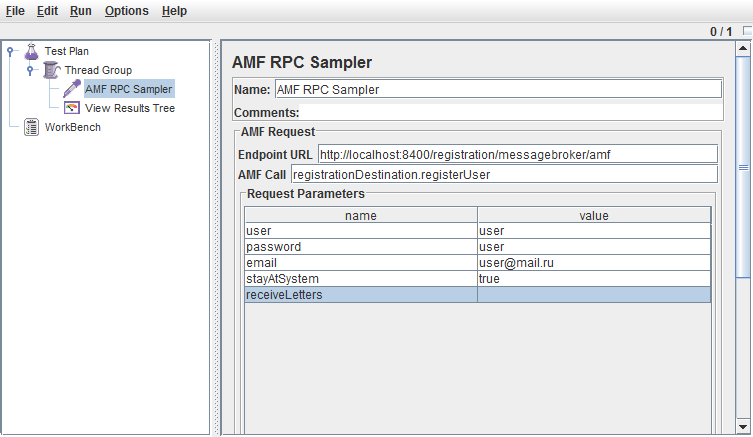 File Edit Run Options Help
0 / 1
Test Plan
Thread Group
AMF RPC Sampler
View Results Tree
WorkBench
AMF RPC Sampler
Name: AMF RPC Sampler
Comments:
AMF Request
Endpoint URL http://localhost:8400/registration/messagebroker/amf
AMF Call registrationDestination.registerUser
Request Parameters
name value
user user
password user
email user@mail.ru
stayAtSystem true
receiveLetters